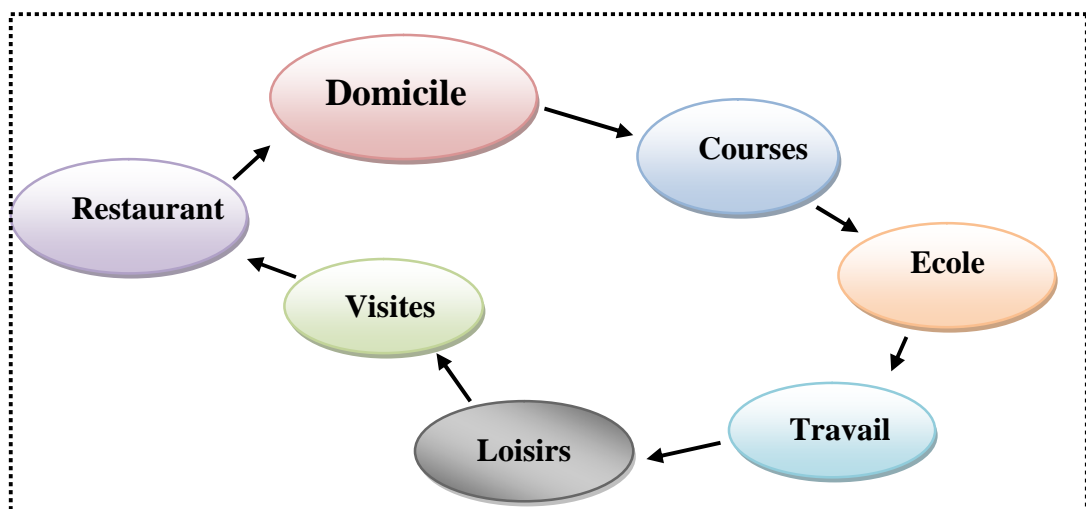 Domicile
Courses
Restaurant
Ecole
Visites
Travail
Loisirs